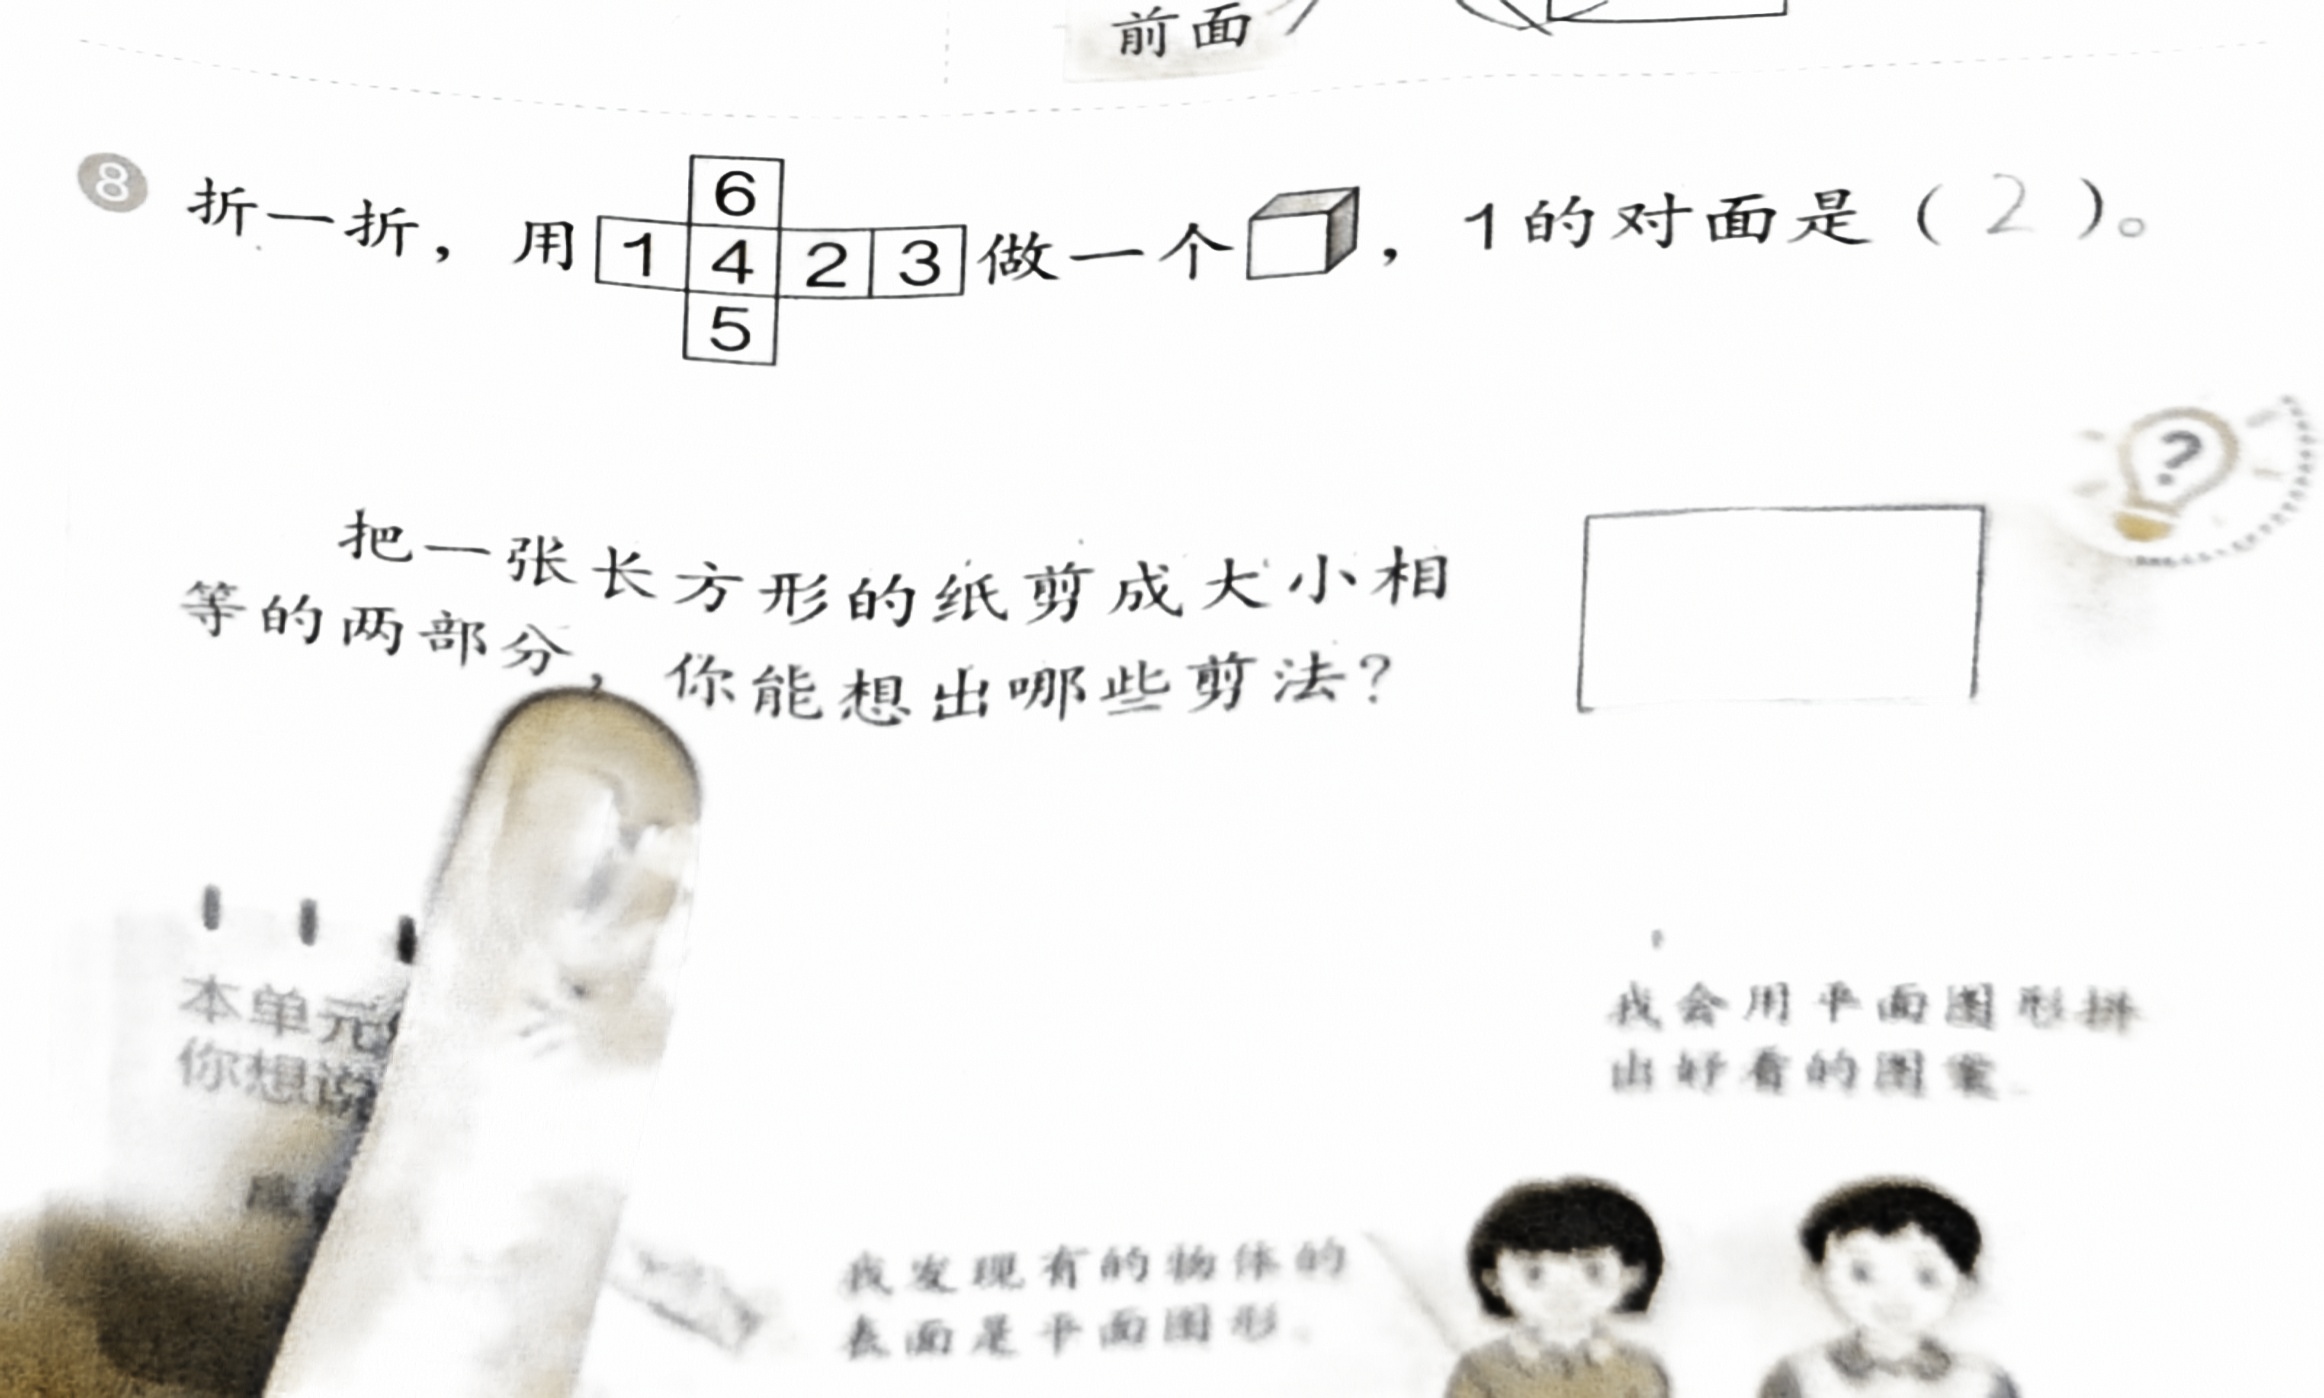 前面
8 折一折，用 6 1 4 2 3 5 做一个 ，1的对面是（2）。
?
把一张长方形的纸剪成大小相
等的两部分，你能想出哪些剪法？
本单元
你想说
我会用平面图形拼
出好看的图案。
我发现有的物体的
表面是平面图形。